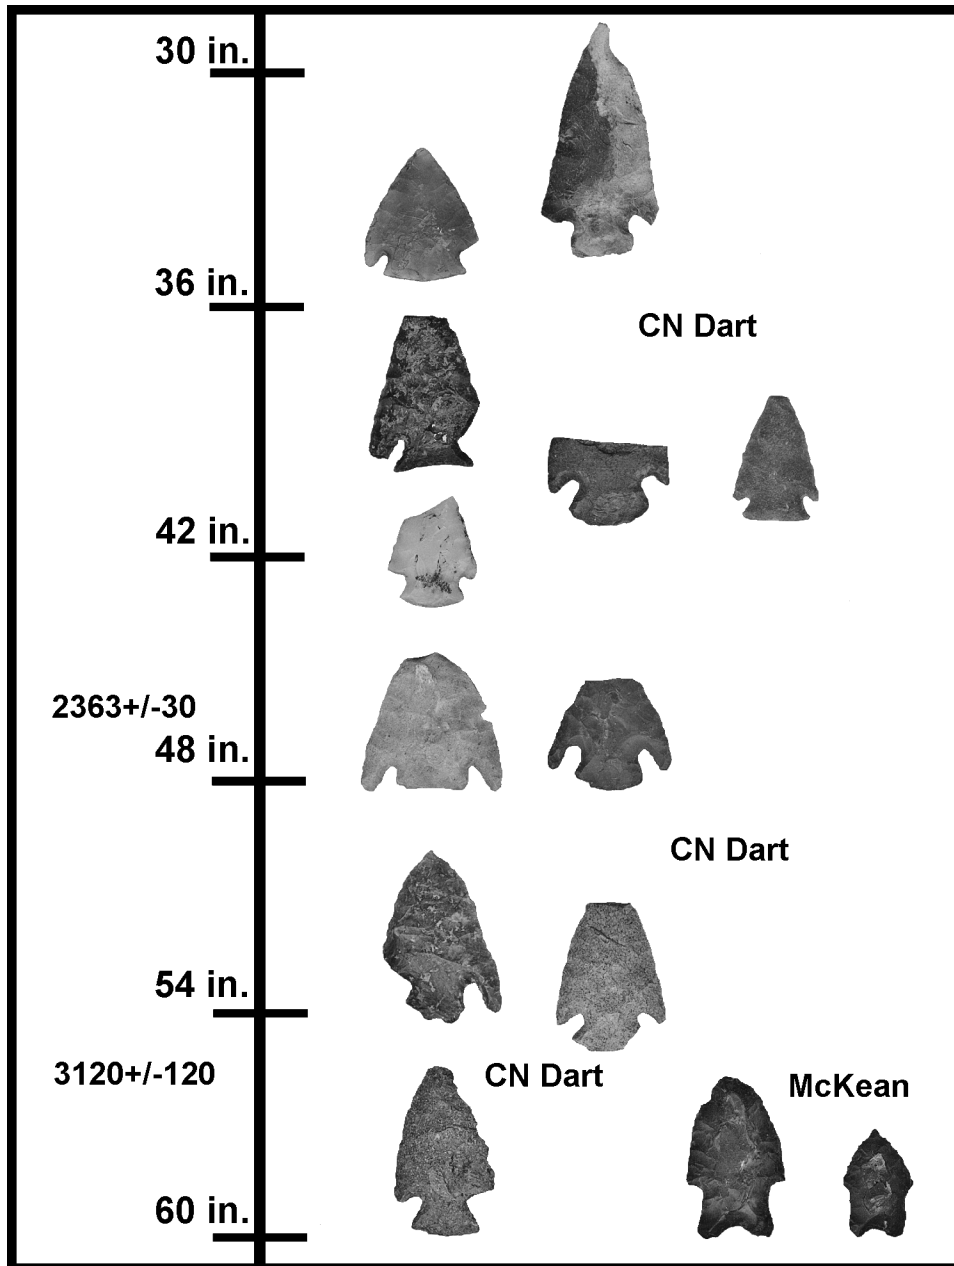 30 in.
36 in.
CN Dart
42 in.
2363+/-30
48 in.
CN Dart
54 in.
3120+/-120
CN Dart
McKean
60 in.